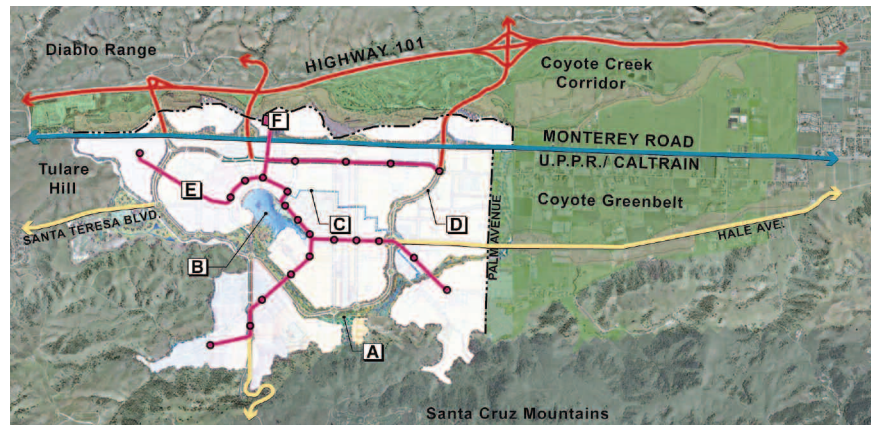 Diablo Range
HIGHWAY 101
Coyote Creek
Corridor
F
MONTEREY ROAD
U.P.P.R./ CALTRAIN
Tulare
Hill
E
C
D
Coyote Greenbelt
SANTA TERESA BLVD.
PALM AVENUE
HALE AVE.
B
A
Santa Cruz Mountains